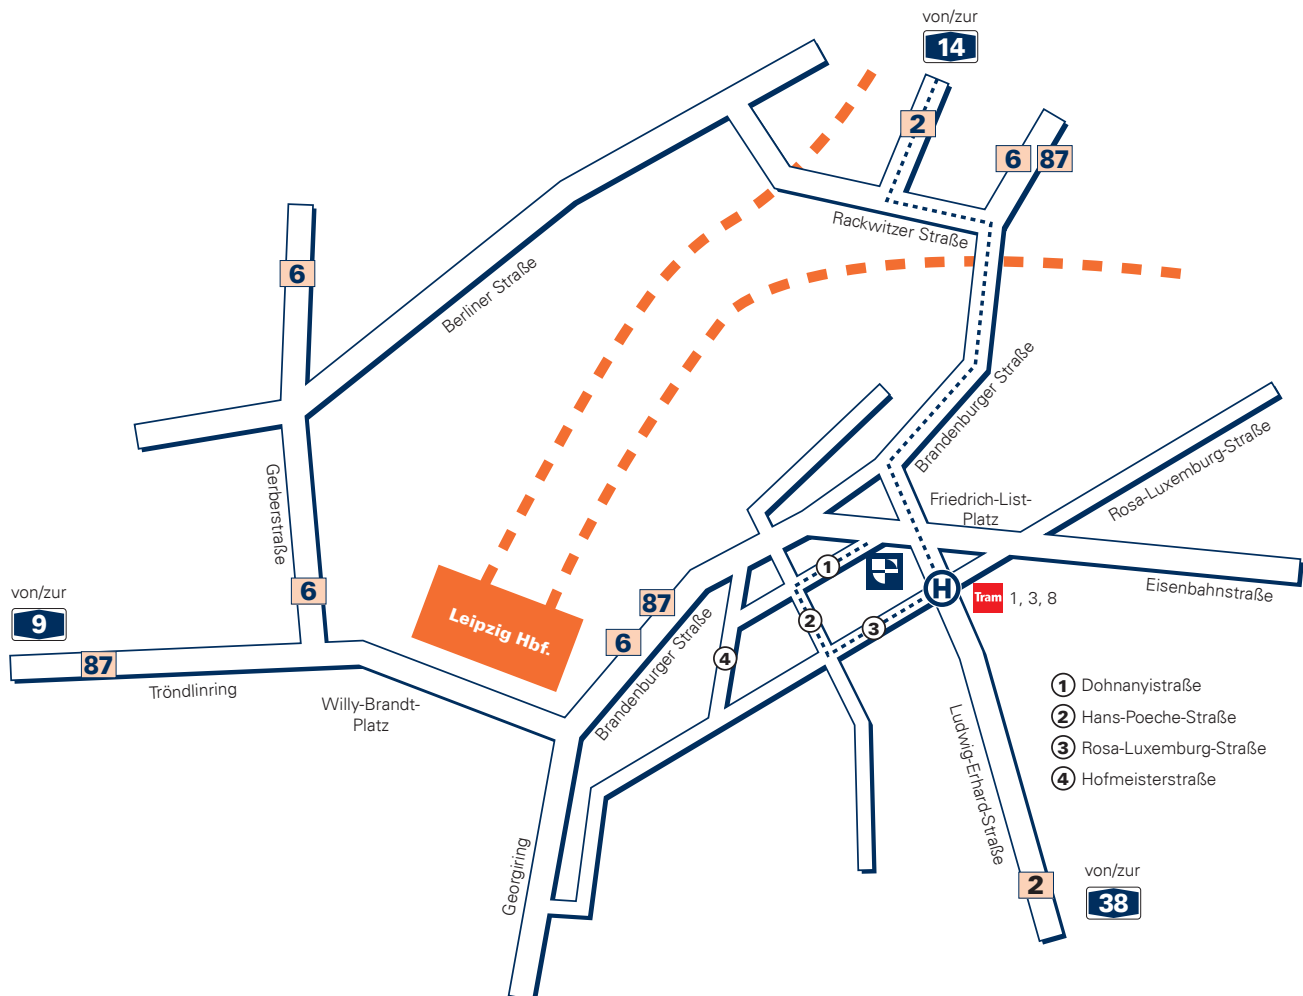 von/zur
14
2
6
87
Rackwitzer Straße
6
Berliner Straße
Brandenburger Straße
Rosa-Luxemburg-Straße
Gerberstraße
Friedrich-List-
Platz
von/zur
9
6
87
Tröndlinring
Willy-Brandt-
Platz
Leipzig Hbf.
87
6
Brandenburger Straße
1
2
3
4
H
Tram 1, 3, 8
Eisenbahnstraße
1 Dohnanyistraße
2 Hans-Poeche-Straße
3 Rosa-Luxemburg-Straße
4 Hofmeisterstraße
Ludwig-Erhard-Straße
Georgiring
2
von/zur
38